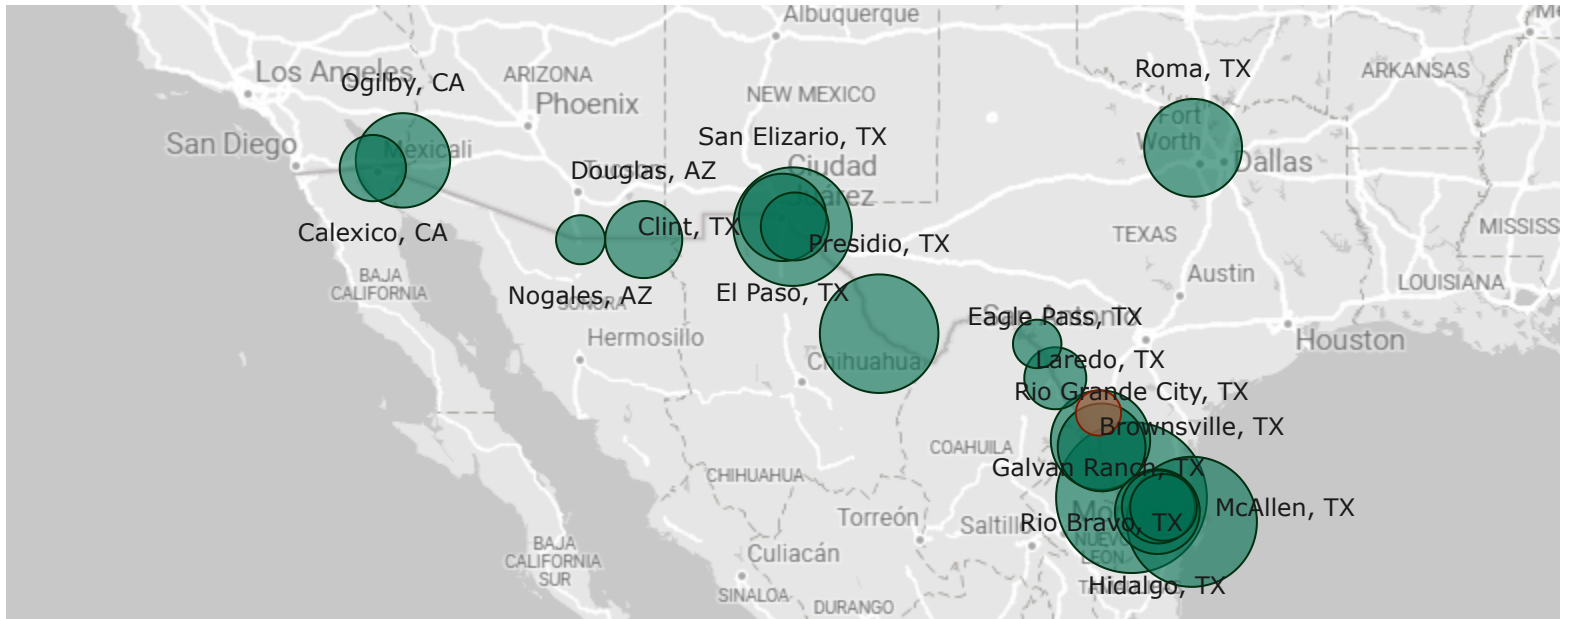 Albuquerque
Los Angeles
Ogilby, CA
ARIZONA
Phoenix
NEW MEXICO
Roma, TX
ARKANSAS
Fort
Worth
Dallas
San Diego
Mexicali
San Elizario, TX
Ciudad
Juárez
Tucson
Douglas, AZ
Calexico, CA
Clint, TX
Presidio, TX
TEXAS
MISSISS
BAJA
CALIFORNIA
Nogales, AZ
SONORA
El Paso, TX
Austin
LOUISIANA
Eagle Pass, TX
San Antonio
Hermosillo
Houston
Chihuahua
Laredo, TX
Rio Grande City, TX
Brownsville, TX
COAHUILA
Galvan Ranch, TX
CHIHUAHUA
McAllen, TX
Torreón
Saltillo
Rio Bravo, TX
NUEVO
LEÓN
BAJA
CALIFORNIA
SUR
Culiacán
Hidalgo, TX
SINALOA
DURANGO